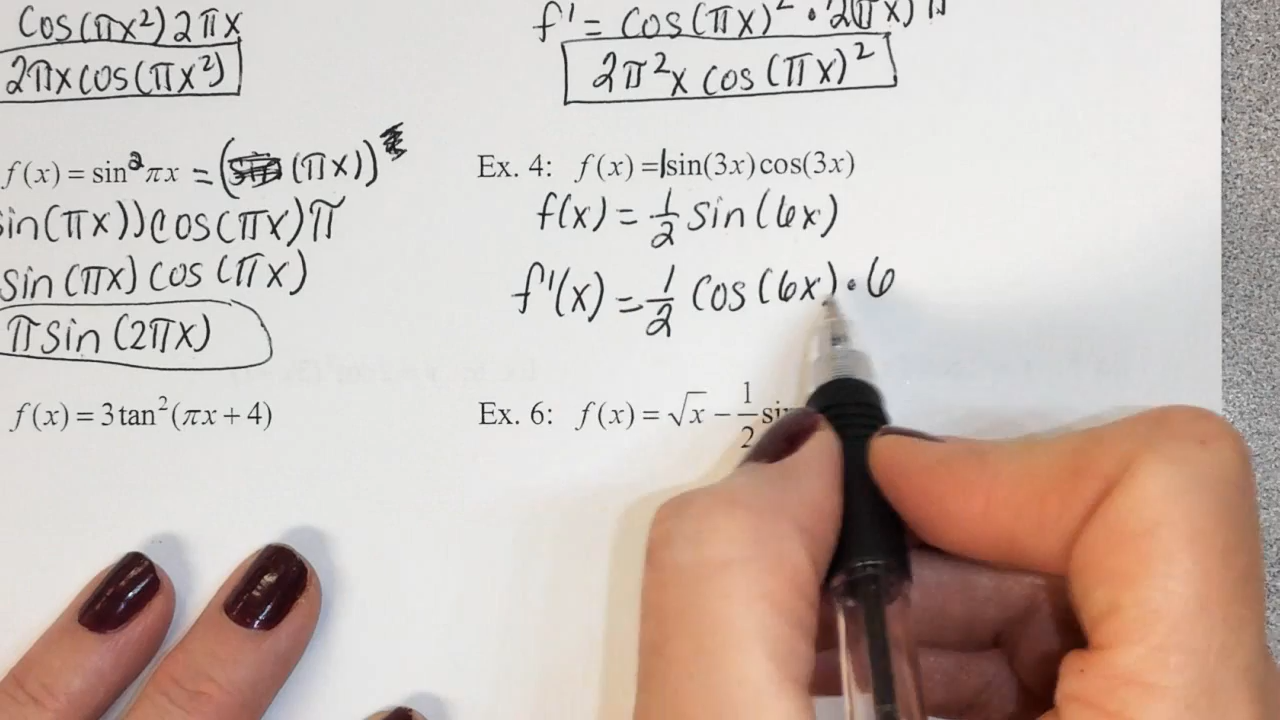 cos(πx²)2πx
2πx cos(πx²)
f' = cos(πx)² · 2(πx) π
2π²x cos(πx)²
f(x) = sin²πx = ( (πx))
sin(πx))cos(πx)π
sin(πx) cos(πx)
π sin(2πx)
Ex. 4: f(x) = sin(3x)cos(3x)
f(x) = 1/2 sin(6x)
f'(x) = 1/2 cos(6x) · 6
f(x) = 3tan²(πx + 4)
Ex. 6: f(x) = √x − 1/2